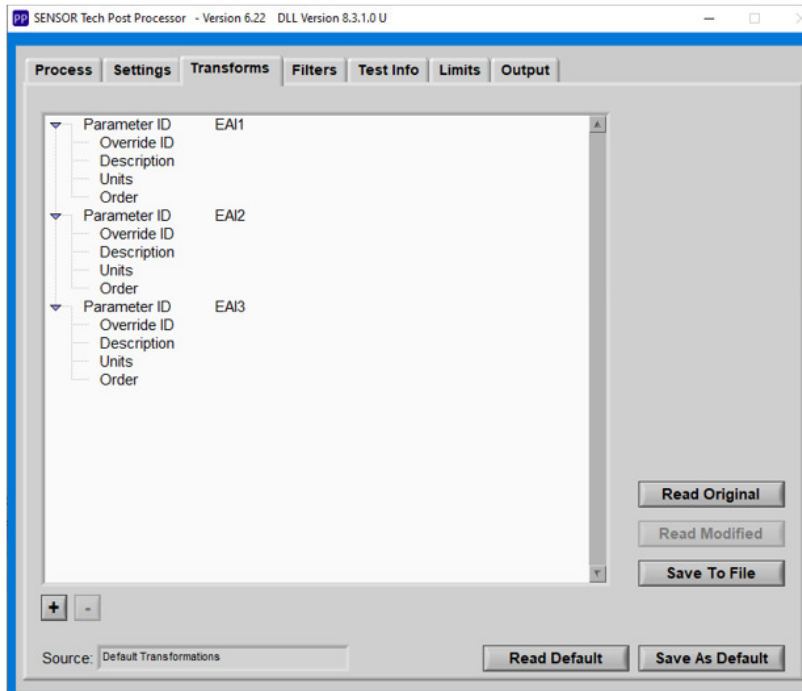 PP SENSOR Tech Post Processor - Version 6.22 DLL Version 8.3.1.0 U
Process Settings Transforms Filters Test Info Limits Output
Parameter ID EAI1
Override ID
Description
Units
Order
Parameter ID EAI2
Override ID
Description
Units
Order
Parameter ID EAI3
Override ID
Description
Units
Order
Read Original
Read Modified
Save To File
+ -
Source: Default Transformations
Read Default Save As Default